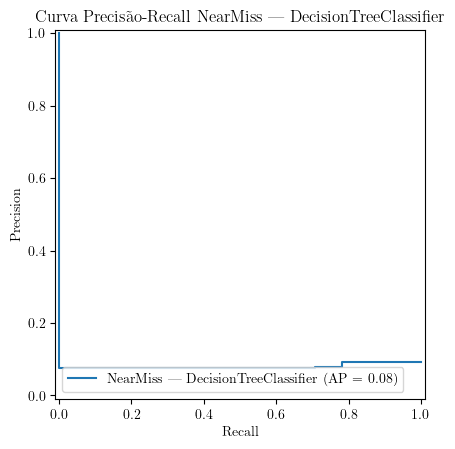 Curva Precisão-Recall NearMiss — DecisionTreeClassifier
1.0
0.8
0.6
0.4
0.2
0.0
Precision
NearMiss — DecisionTreeClassifier (AP = 0.08)
0.0 0.2 0.4 0.6 0.8 1.0
Recall